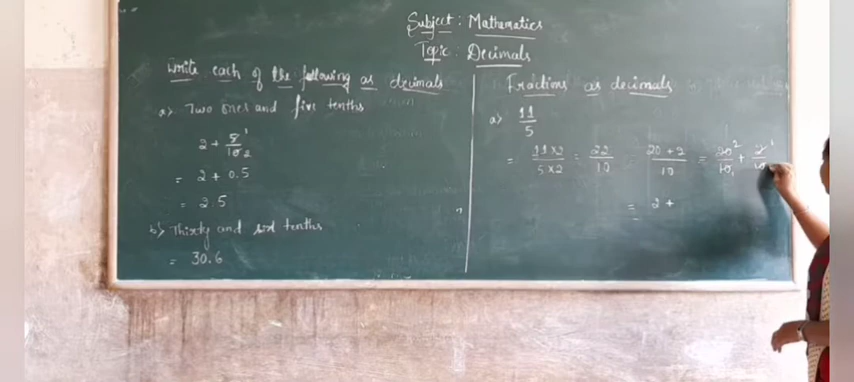 Subject : Mathematics
Topic : Decimals
Write each of the following as decimals
a) Two ones and five tenths
2 + 5/10
= 2 + 0.5
= 2.5
b) Thirty and six tenths
= 30.6
Fractions as decimals
a) 11/5
= 11×2/5×2 = 22/10 = 20+2/10 = 20/10 + 2/10
= 2 +